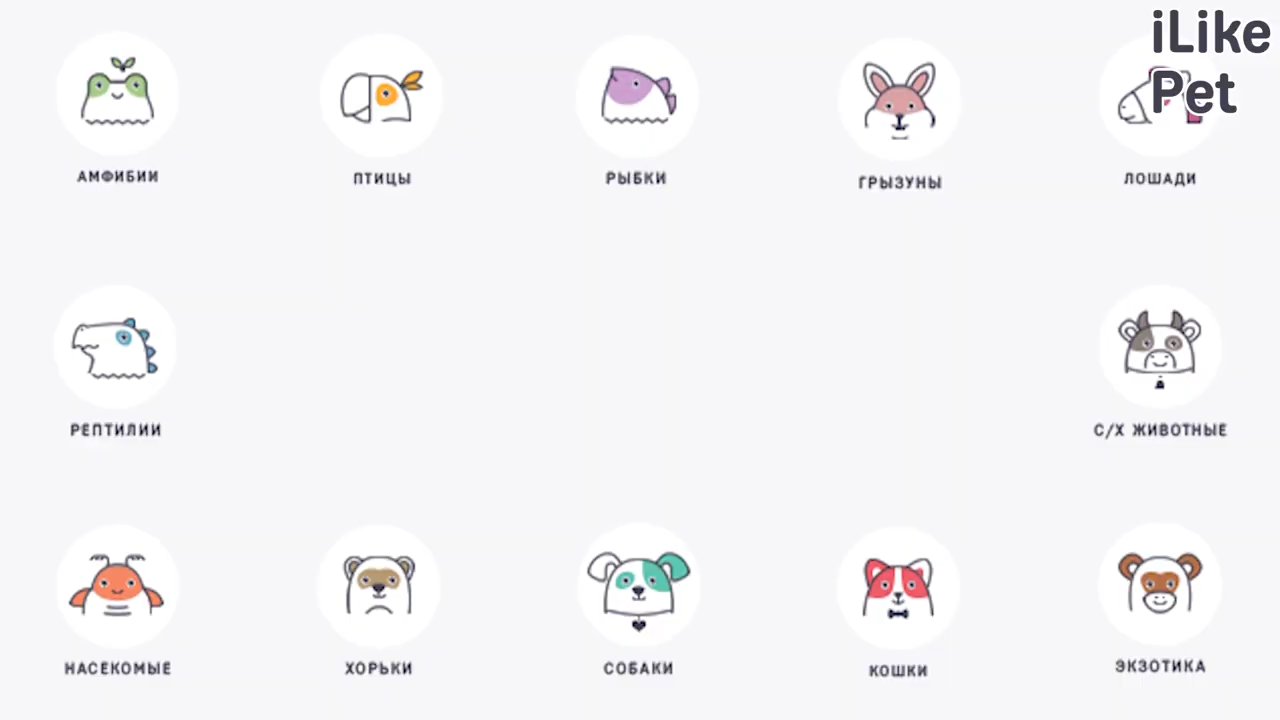 iLike
Pet
АМФИБИИ
ПТИЦЫ
РЫБКИ
ГРЫЗУНЫ
ЛОШАДИ
РЕПТИЛИИ
С/Х ЖИВОТНЫЕ
НАСЕКОМЫЕ
ХОРЬКИ
СОБАКИ
КОШКИ
ЭКЗОТИКА